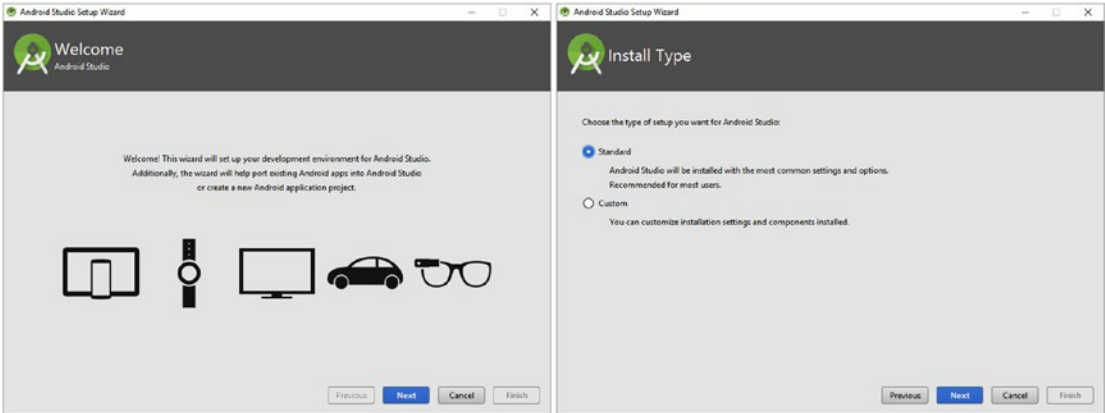 Android Studio Setup Wizard
Welcome
Android Studio
Welcome! This wizard will set up your development environment for Android Studio.
Additionally, the wizard will help port existing Android apps into Android Studio
or create a new Android application project.
Previous Next Cancel Finish
Android Studio Setup Wizard
Install Type
Choose the type of setup you want for Android Studio:
Standard
Android Studio will be installed with the most common settings and options.
Recommended for most users.
Custom
You can customize installation settings and components installed.
Previous Next Cancel Finish